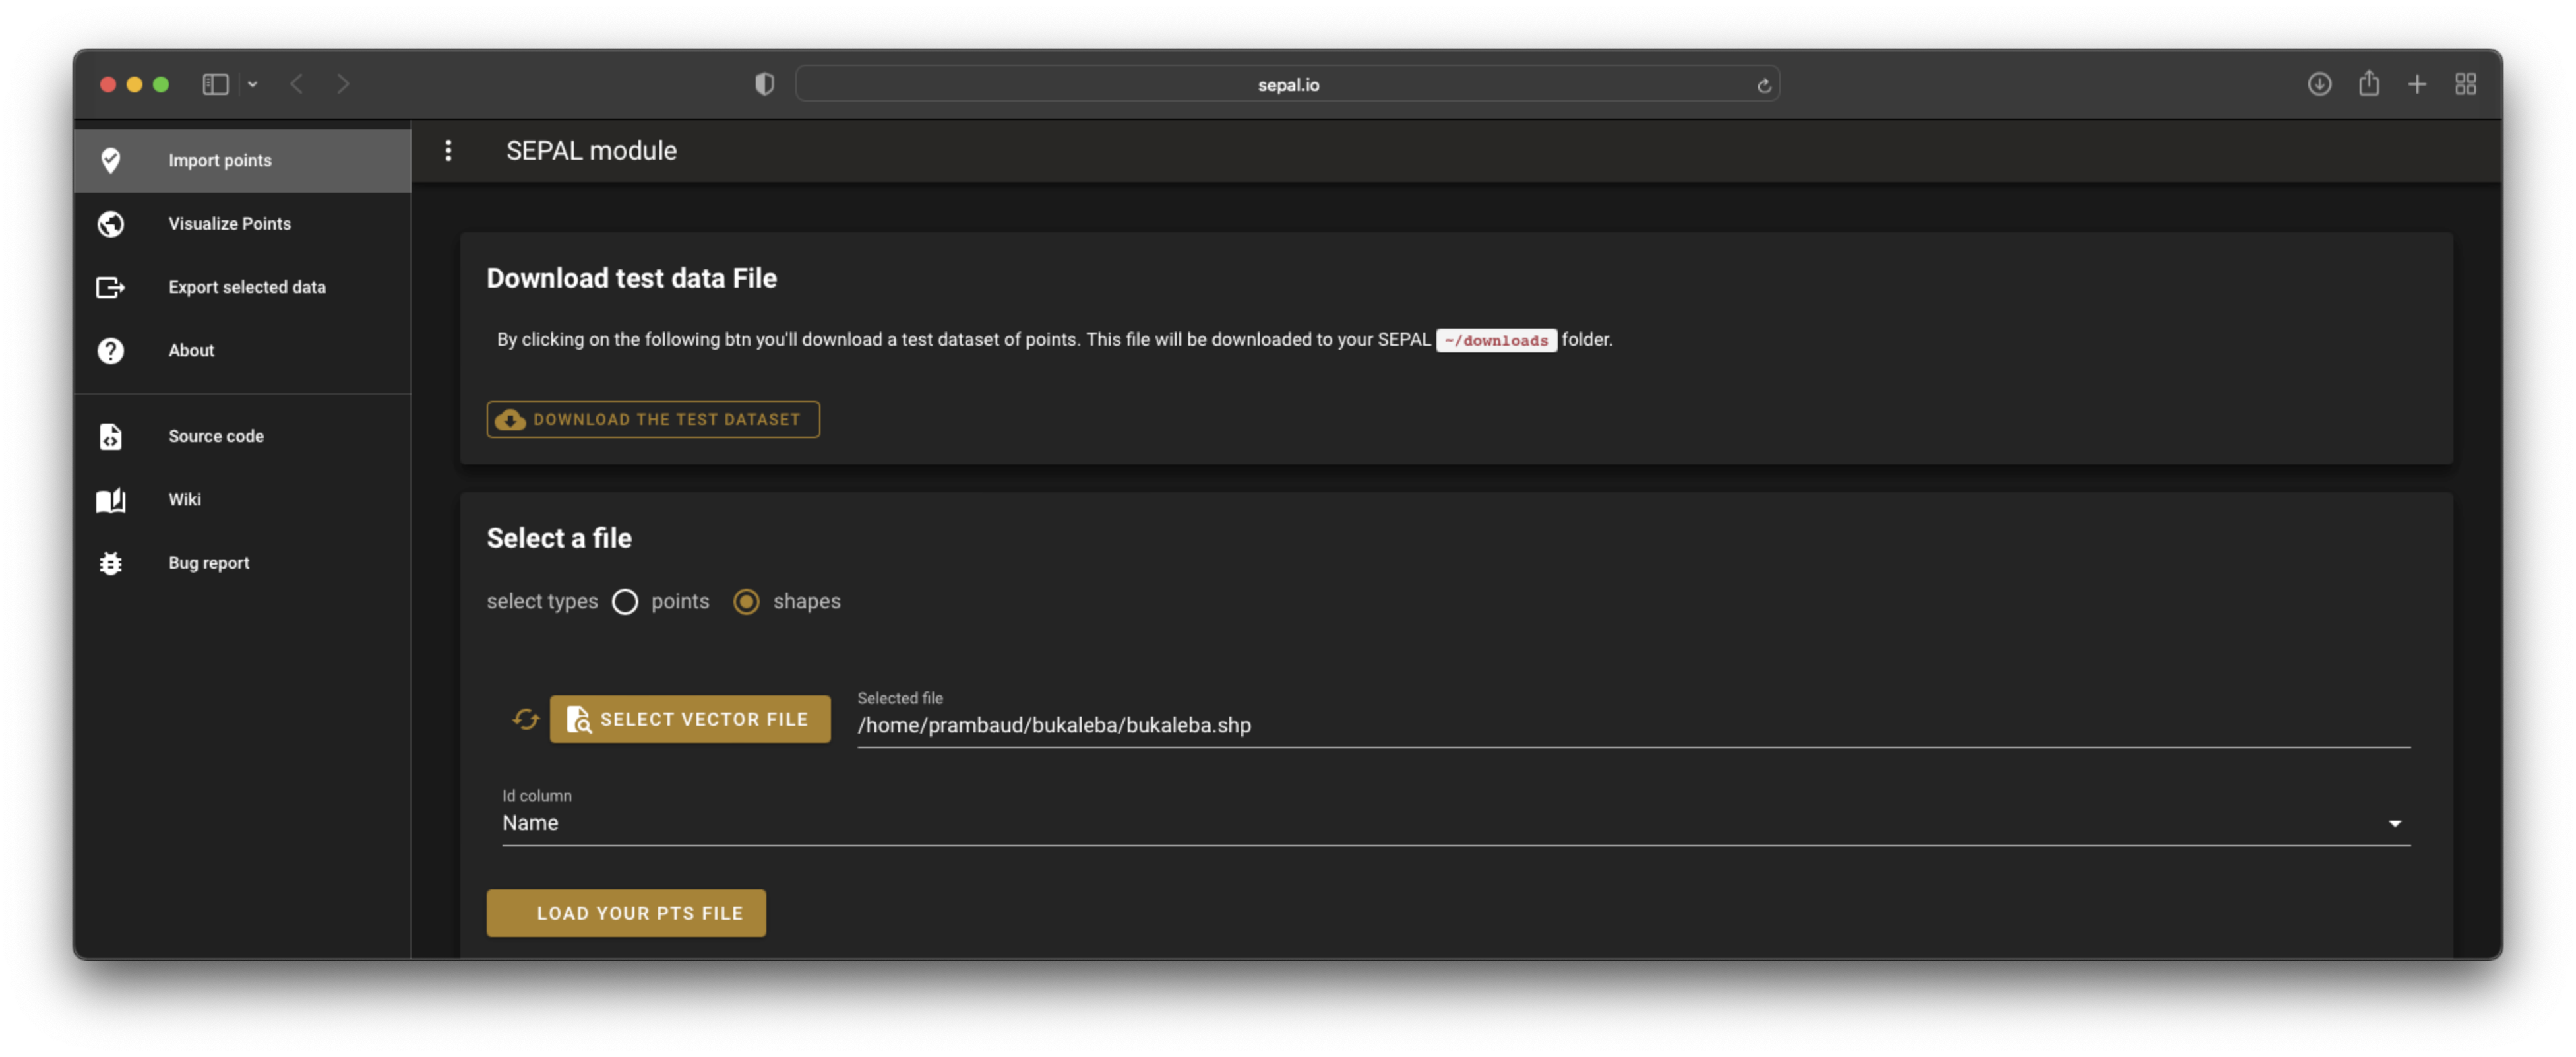 sepal.io
Import points
Visualize Points
Export selected data
About
Source code
Wiki
Bug report
SEPAL module
Download test data File
By clicking on the following btn you'll download a test dataset of points. This file will be downloaded to your SEPAL ~/downloads folder.
DOWNLOAD THE TEST DATASET
Select a file
select types points shapes
SELECT VECTOR FILE
Selected file
/home/prambaud/bukaleba/bukaleba.shp
Id column
Name
LOAD YOUR PTS FILE